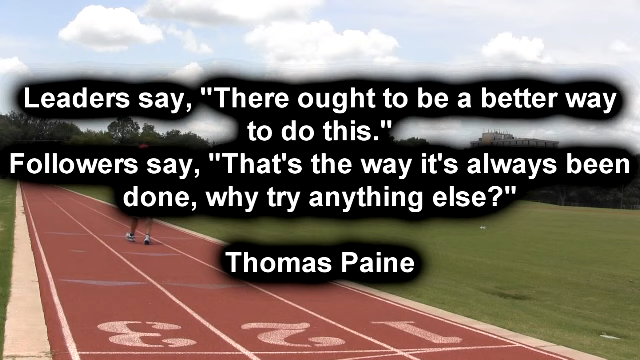 Leaders say, "There ought to be a better way
to do this."
Followers say, "That's the way it's always been
done, why try anything else?"
Thomas Paine
3 2 1